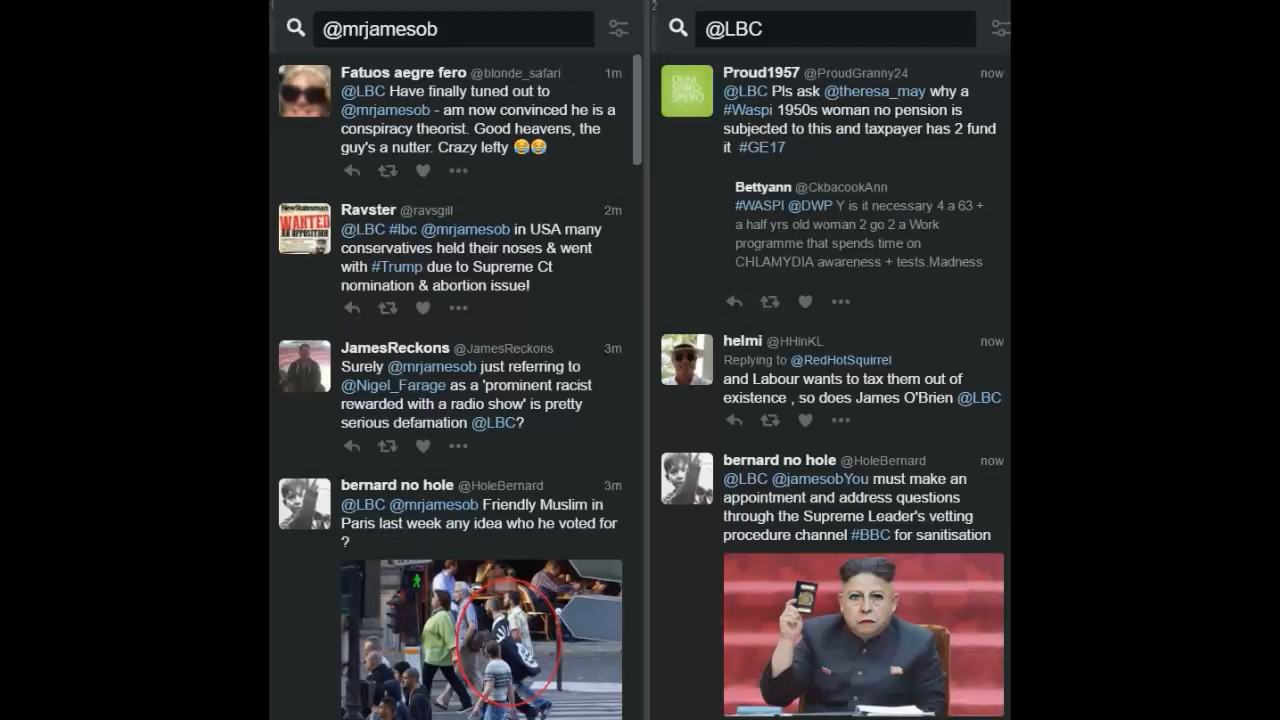 1
@mrjamesob
Fatuos aegre fero @blonde_safari 1m
@LBC Have finally tuned out to
@mrjamesob - am now convinced he is a
conspiracy theorist. Good heavens, the
guy's a nutter. Crazy lefty 😂😂
Ravster @ravsgill 2m
@LBC #lbc @mrjamesob in USA many
conservatives held their noses & went
with #Trump due to Supreme Ct
nomination & abortion issue!
NewStatesman
WANTED
AN OPPOSITION
JamesReckons @JamesReckons 3m
Surely @mrjamesob just referring to
@Nigel_Farage as a 'prominent racist
rewarded with a radio show' is pretty
serious defamation @LBC?
bernard no hole @HoleBernard 3m
@LBC @mrjamesob Friendly Muslim in
Paris last week any idea who he voted for
?
2
@LBC
DUM
SPIRO
SPERO
Proud1957 @ProudGranny24 now
@LBC Pls ask @theresa_may why a
#Waspi 1950s woman no pension is
subjected to this and taxpayer has 2 fund
it #GE17
Bettyann @CkbacookAnn
#WASPI @DWP Y is it necessary 4 a 63 +
a half yrs old woman 2 go 2 a Work
programme that spends time on
CHLAMYDIA awareness + tests.Madness
helmi @HHinKL now
Replying to @RedHotSquirrel
and Labour wants to tax them out of
existence , so does James O'Brien @LBC
bernard no hole @HoleBernard now
@LBC @jamesobYou must make an
appointment and address questions
through the Supreme Leader's vetting
procedure channel #BBC for sanitisation